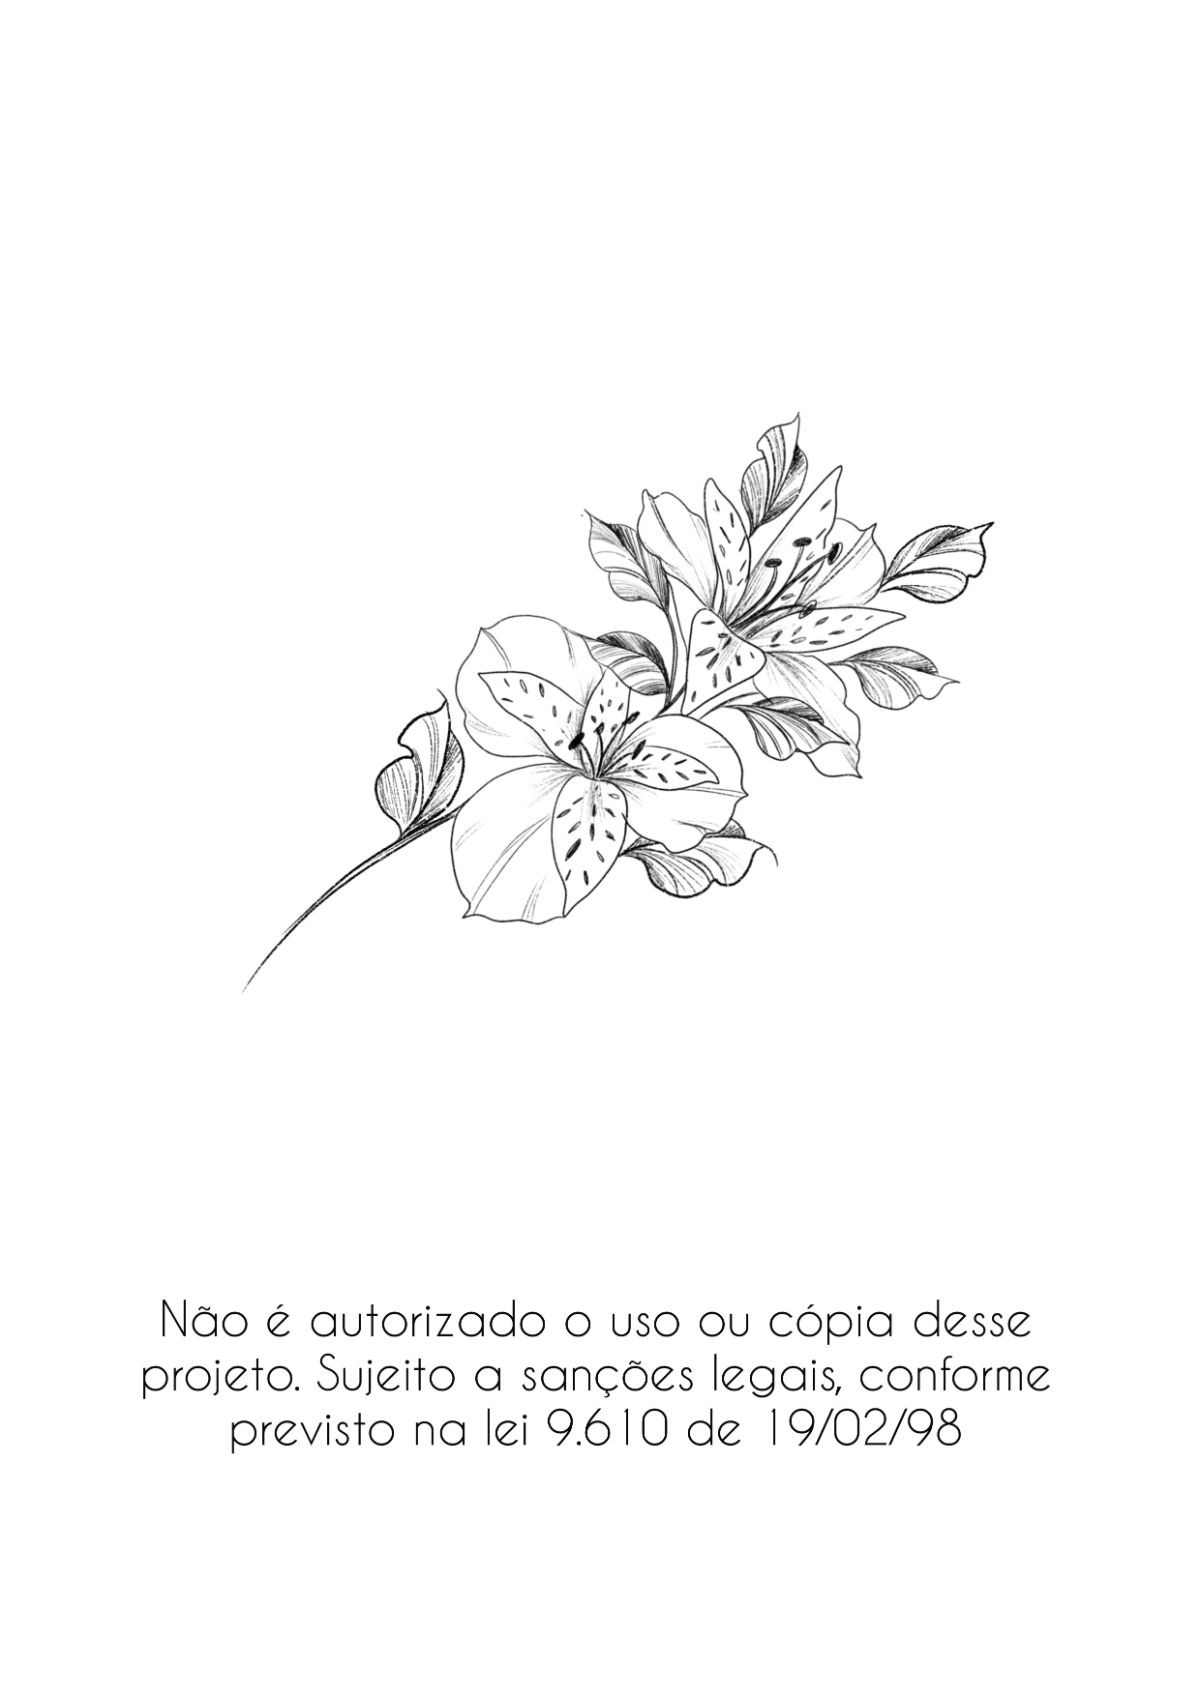 Não é autorizado o uso ou cópia desse
projeto. Sujeito a sanções legais, conforme
previsto na lei 9.610 de 19/02/98